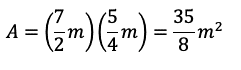 A = (7/2 m)(5/4 m) = 35/8 m²